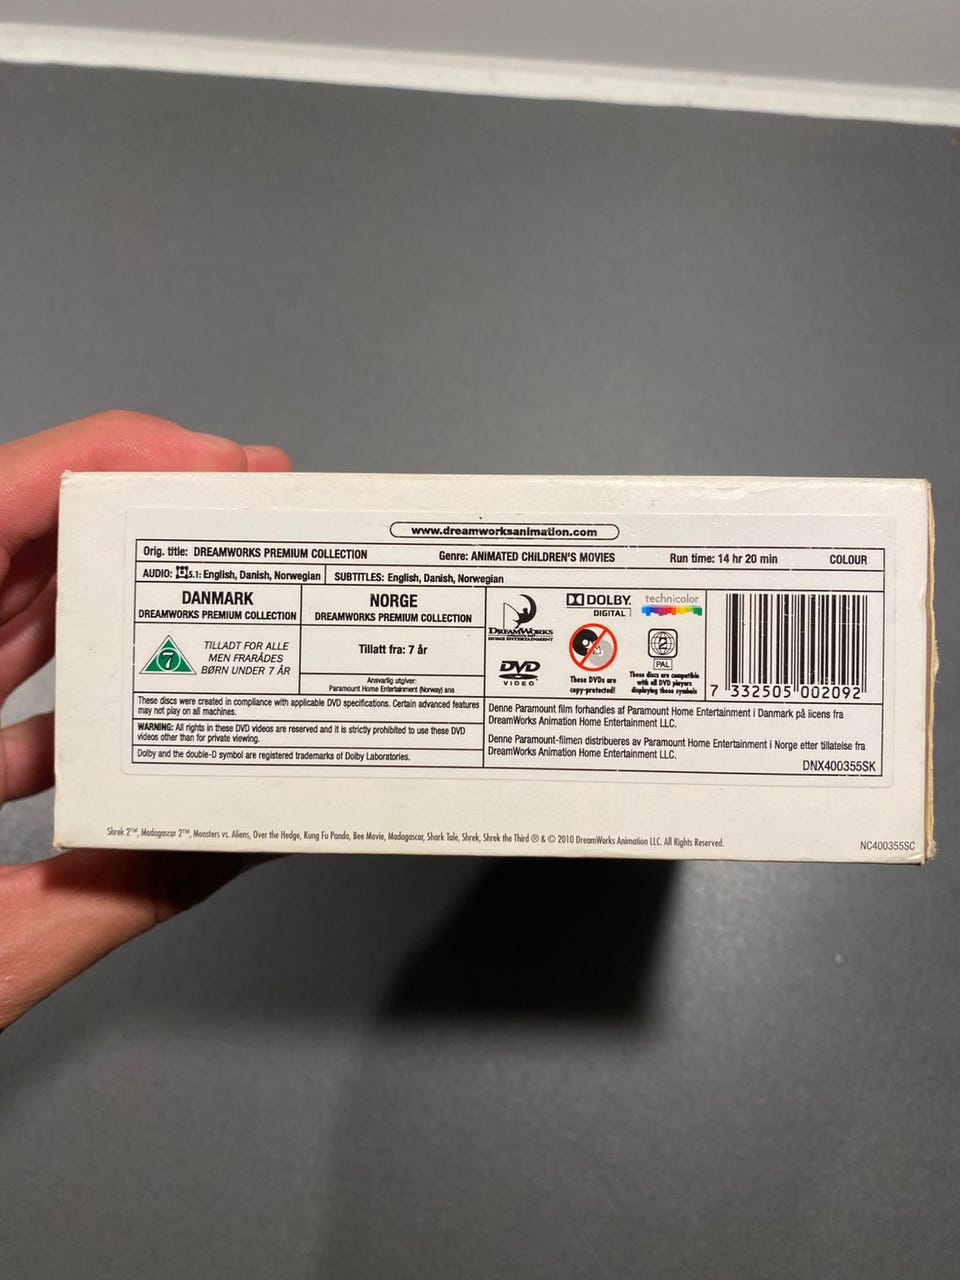 www.dreamworksanimation.com
Orig. title: DREAMWORKS PREMIUM COLLECTION Genre: ANIMATED CHILDREN'S MOVIES Run time: 14 hr 20 min COLOUR
AUDIO: 5.1: English, Danish, Norwegian SUBTITLES: English, Danish, Norwegian
DANMARK
DREAMWORKS PREMIUM COLLECTION
7
TILLADT FOR ALLE
MEN FRARÅDES
BØRN UNDER 7 ÅR
NORGE
DREAMWORKS PREMIUM COLLECTION
Tillatt fra: 7 år
Ansvarlig utgiver:
Paramount Home Entertainment (Norway) ans
These discs were created in compliance with applicable DVD specifications. Certain advanced features
may not play on all machines.
WARNING: All rights in these DVD videos are reserved and it is strictly prohibited to use these DVD
videos other than for private viewing.
Dolby and the double-D symbol are registered trademarks of Dolby Laboratories.
DREAMWORKS
HOME ENTERTAINMENT
DVD
VIDEO
DOLBY
DIGITAL
technicolor
These DVDs are
copy-protected!
2
PAL
These discs are compatible
with all DVD players
displaying these symbols
7 332505 002092
Denne Paramount film forhandles af Paramount Home Entertainment i Danmark på licens fra
DreamWorks Animation Home Entertainment LLC.
Denne Paramount-filmen distribueres av Paramount Home Entertainment i Norge etter tillatelse fra
DreamWorks Animation Home Entertainment LLC.
DNX400355SK
Shrek 2™, Madagascar 2™, Monsters vs. Aliens, Over the Hedge, Kung Fu Panda, Bee Movie, Madagascar, Shark Tale, Shrek, Shrek the Third ® & © 2010 DreamWorks Animation LLC. All Rights Reserved.
NC400355SC